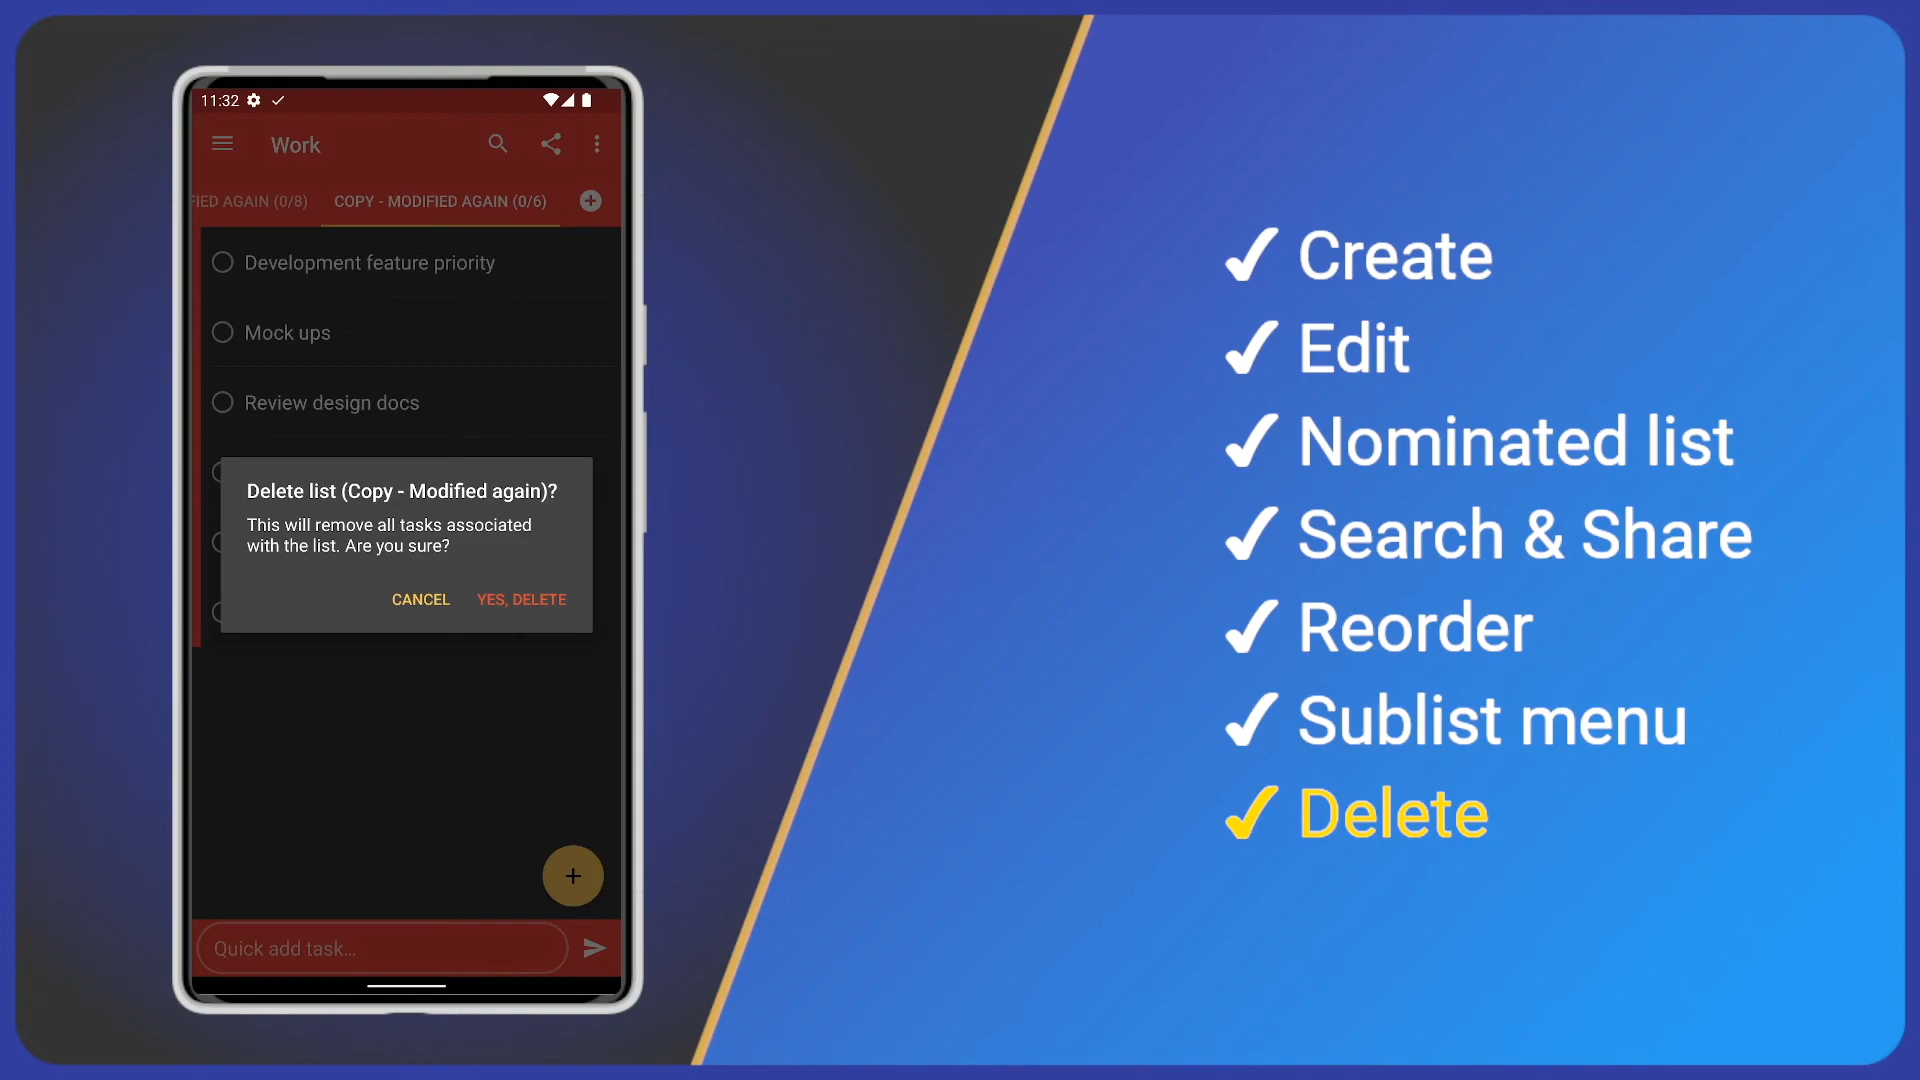 11:32
Work
FIED AGAIN (0/8) COPY - MODIFIED AGAIN (0/6)
Development feature priority
Mock ups
Review design docs
Delete list (Copy - Modified again)?
This will remove all tasks associated
with the list. Are you sure?
CANCEL YES, DELETE
Quick add task...
✔ Create
✔ Edit
✔ Nominated list
✔ Search & Share
✔ Reorder
✔ Sublist menu
✔ Delete